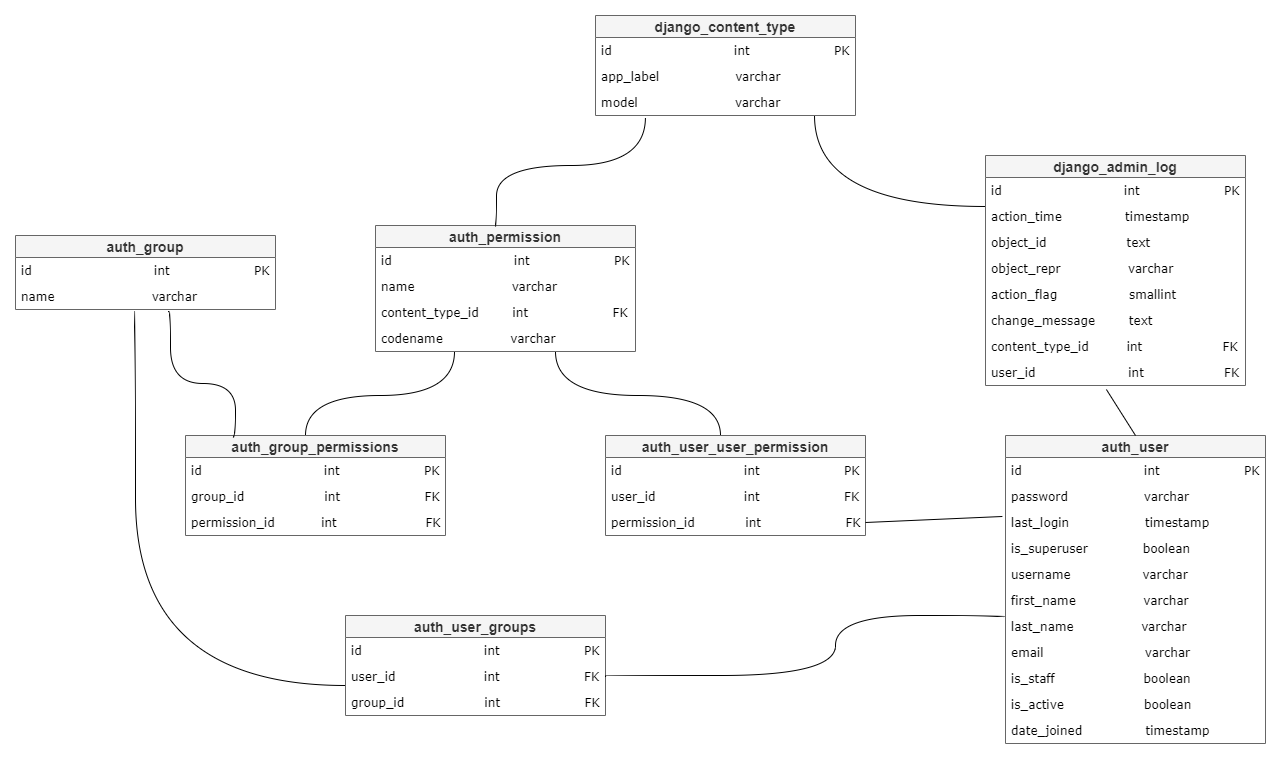 django_content_type
id int PK
app_label varchar
model varchar
django_admin_log
id int PK
action_time timestamp
object_id text
object_repr varchar
action_flag smallint
change_message text
content_type_id int FK
user_id int FK
auth_permission
id int PK
name varchar
content_type_id int FK
codename varchar
auth_group
id int PK
name varchar
auth_group_permissions
id int PK
group_id int FK
permission_id int FK
auth_user_user_permission
id int PK
user_id int FK
permission_id int FK
auth_user
id int PK
password varchar
last_login timestamp
is_superuser boolean
username varchar
first_name varchar
last_name varchar
email varchar
is_staff boolean
is_active boolean
date_joined timestamp
auth_user_groups
id int PK
user_id int FK
group_id int FK